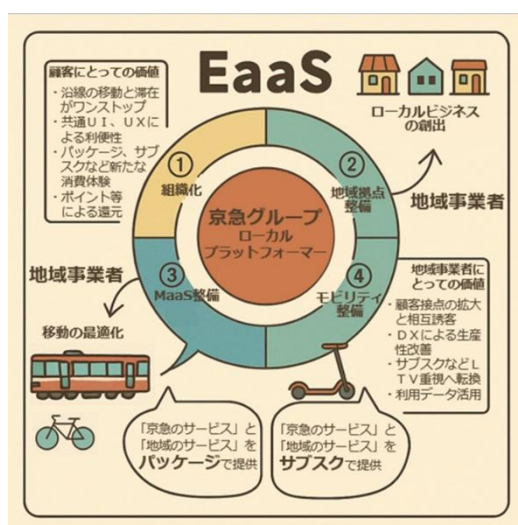 EaaS
顧客にとっての価値
・沿線の移動と滞在
がワンストップ
・共通UI、UXに
よる利便性
・パッケージ、サブ
スクなど新たな
消費体験
・ポイント等
による還元
ローカルビジネス
の創出
地域事業者
①
組織化
②
地域拠点
整備
京急グループ
ローカル
プラットフォーマー
③
MaaS整備
④
モビリティ
整備
地域事業者
移動の最適化
地域事業者に
とっての価値
・顧客接点の拡大
と相互誘客
・DXによる生産
性改善
・サブスクなどL
TV重視へ転換
・利用データ活用
「京急のサービス」と
「地域のサービス」を
パッケージで提供
「京急のサービス」と
「地域のサービス」を
サブスクで提供